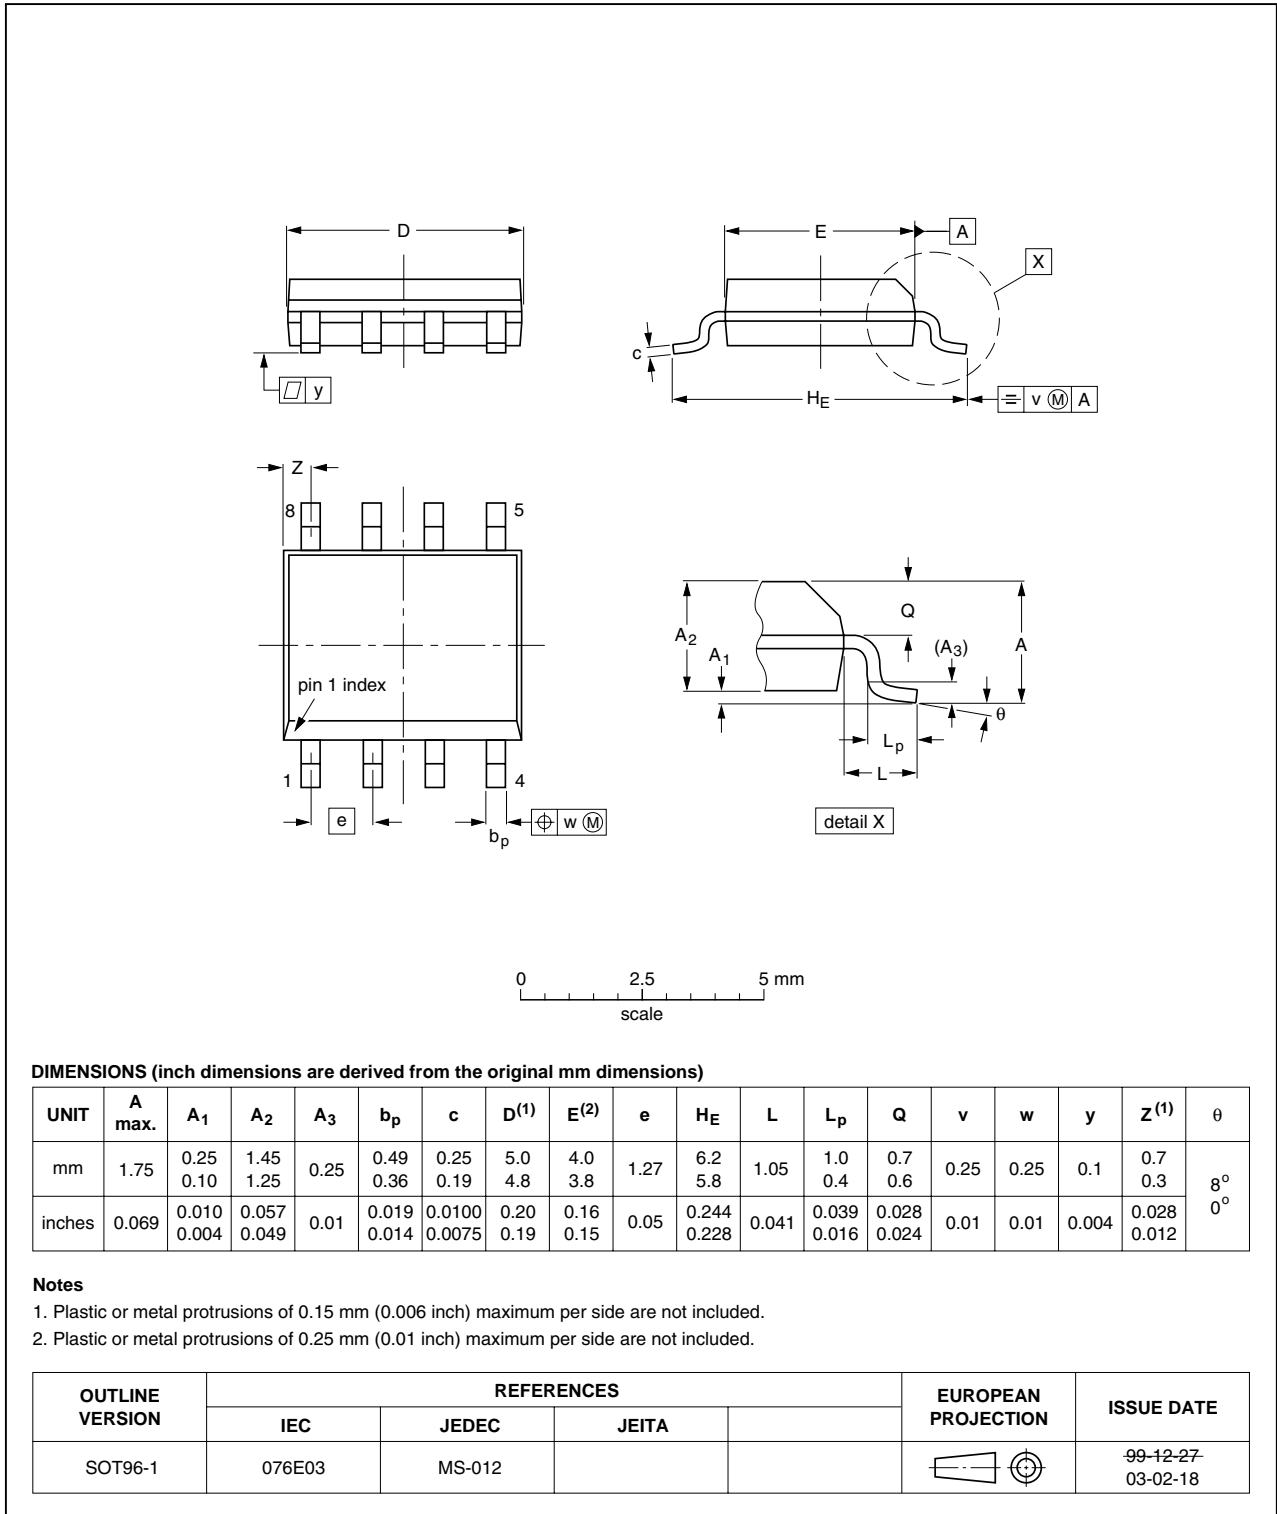 D
E
A
X
c
y
HE
v M A
Z
8
5
pin 1 index
1
4
e
bp
w M
A2
A1
Q
(A3)
A
θ
Lp
L
detail X
0 2.5 5 mm
scale
DIMENSIONS (inch dimensions are derived from the original mm dimensions)
UNIT A max. A1 A2 A3 bp c D(1) E(2) e HE L Lp Q v w y Z(1) θ
mm 1.75 0.25 0.10 1.45 1.25 0.25 0.49 0.36 0.25 0.19 5.0 4.8 4.0 3.8 1.27 6.2 5.8 1.05 1.0 0.4 0.7 0.6 0.25 0.25 0.1 0.7 0.3 8° 0°
inches 0.069 0.010 0.004 0.057 0.049 0.01 0.019 0.014 0.0100 0.0075 0.20 0.19 0.16 0.15 0.05 0.244 0.228 0.041 0.039 0.016 0.028 0.024 0.01 0.01 0.004 0.028 0.012
Notes
1. Plastic or metal protrusions of 0.15 mm (0.006 inch) maximum per side are not included.
2. Plastic or metal protrusions of 0.25 mm (0.01 inch) maximum per side are not included.
OUTLINE VERSION REFERENCES EUROPEAN PROJECTION ISSUE DATE
IEC JEDEC JEITA
SOT96-1 076E03 MS-012 99-12-27
03-02-18